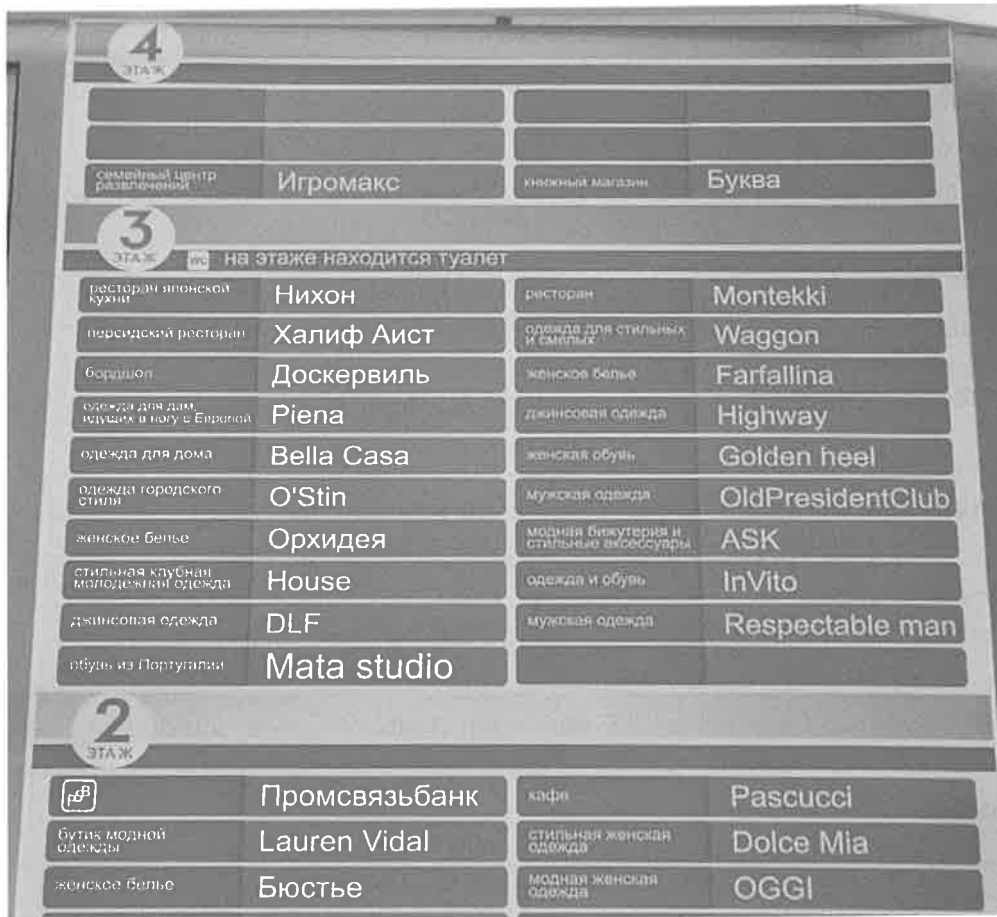 4
ЭТАЖ
семейный центр
развлечений
Игромакс
книжный магазин
Буква
3
ЭТАЖ
WC на этаже находится туалет
ресторан японской
кухни
Нихон
ресторан
Montekki
персидский ресторан
Халиф Аист
одежда для стильных
и смелых
Waggon
бордшоп
Доскервиль
женское белье
Farfallina
одежда для дам,
идущих в ногу с Европой
Piena
джинсовая одежда
Highway
одежда для дома
Bella Casa
женская обувь
Golden heel
одежда городского
стиля
O'Stin
мужская одежда
OldPresidentClub
женское белье
Орхидея
модная бижутерия и
стильные аксессуары
ASK
стильная клубная
молодежная одежда
House
одежда и обувь
InVito
джинсовая одежда
DLF
мужская одежда
Respectable man
обувь из Португалии
Mata studio
2
ЭТАЖ
Промсвязьбанк
кафе
Pascucci
бутик модной
одежды
Lauren Vidal
стильная женская
одежда
Dolce Mia
женское белье
Бюстье
модная женская
одежда
OGGI